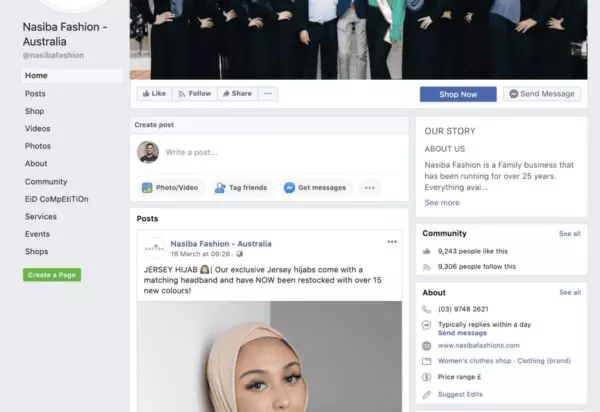 Nasiba Fashion -
Australia
@nasibafashion
Home
Posts
Shop
Videos
Photos
About
Community
EiD CoMpEtiTiOn
Services
Events
Shops
Create a Page
Like
Follow
Share
Shop Now
Send Message
Create post
Write a post...
Photo/Video
Tag friends
Get messages
Posts
NASIBA
Nasiba Fashion - Australia
16 March at 09:26 ·
JERSEY HIJAB 🧕🏼! Our exclusive Jersey hijabs come with a
matching headband and have NOW been restocked with over 15
new colours!
OUR STORY
ABOUT US
Nasiba Fashion is a Family business that
has been running for over 25 years.
Everything avai...
See more
Community
See all
9,243 people like this
9,306 people follow this
About
See all
(03) 9748 2621
Typically replies within a day
Send message
www.nasibafashions.com
Women's clothes shop · Clothing (brand)
Price range £
Suggest Edits